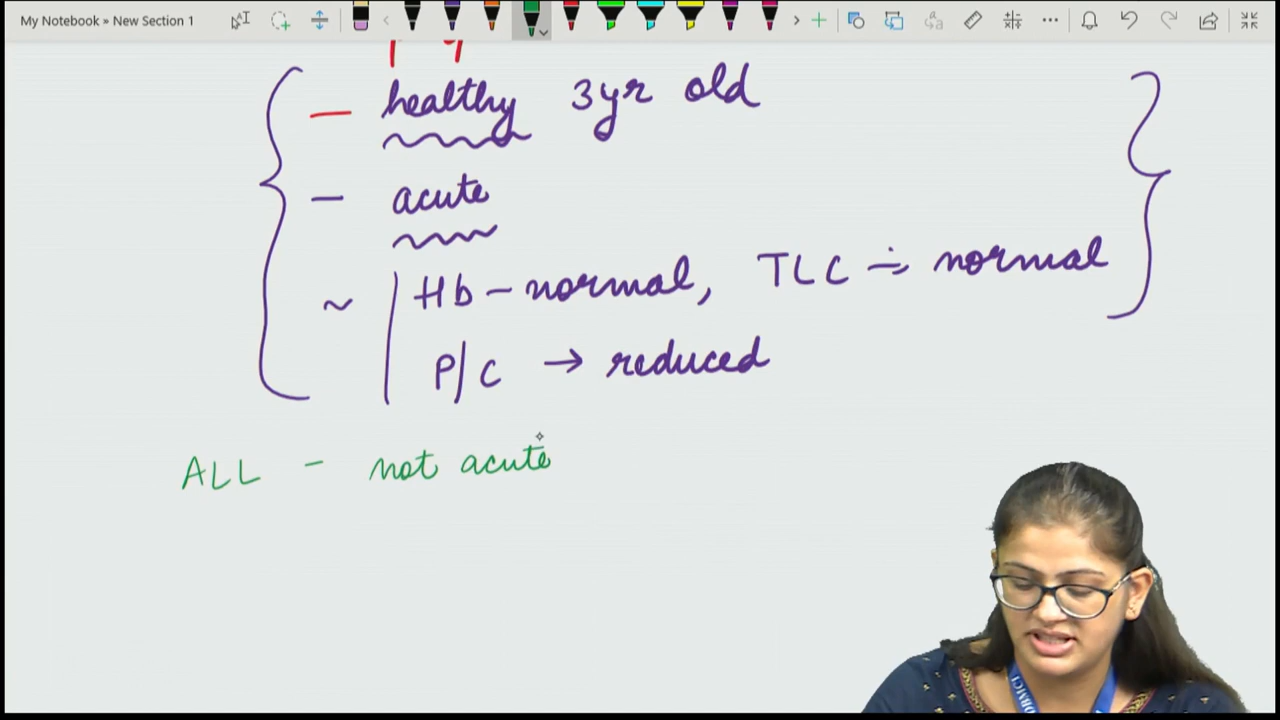 My Notebook » New Section 1
— healthy 3yr old
— acute
~ Hb – normal, TLC ÷ normal
P/C → reduced
ALL – not acute